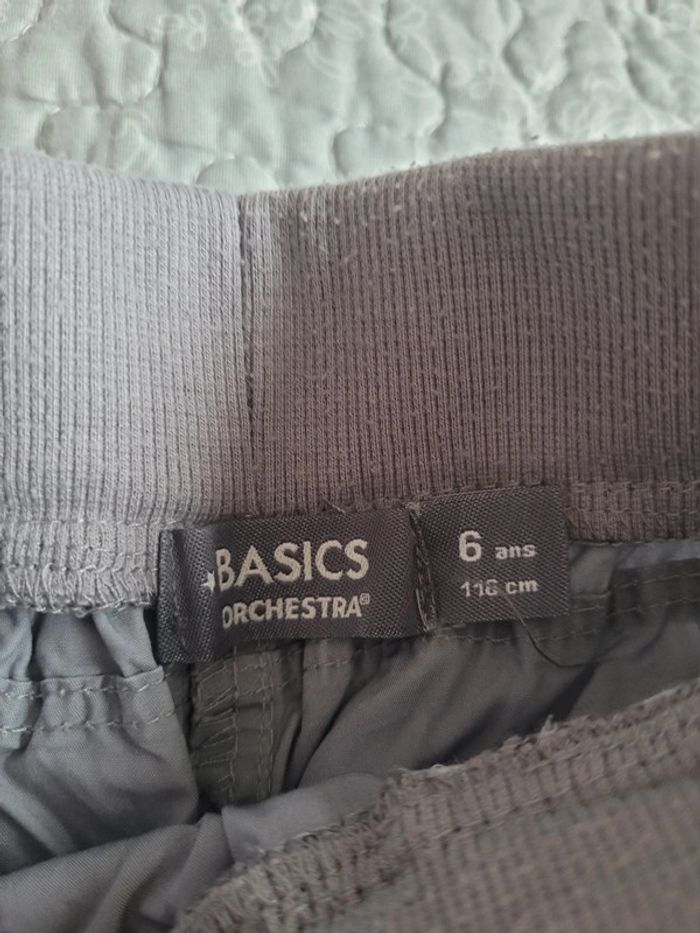 BASICS
ORCHESTRA®
6 ans
116 cm